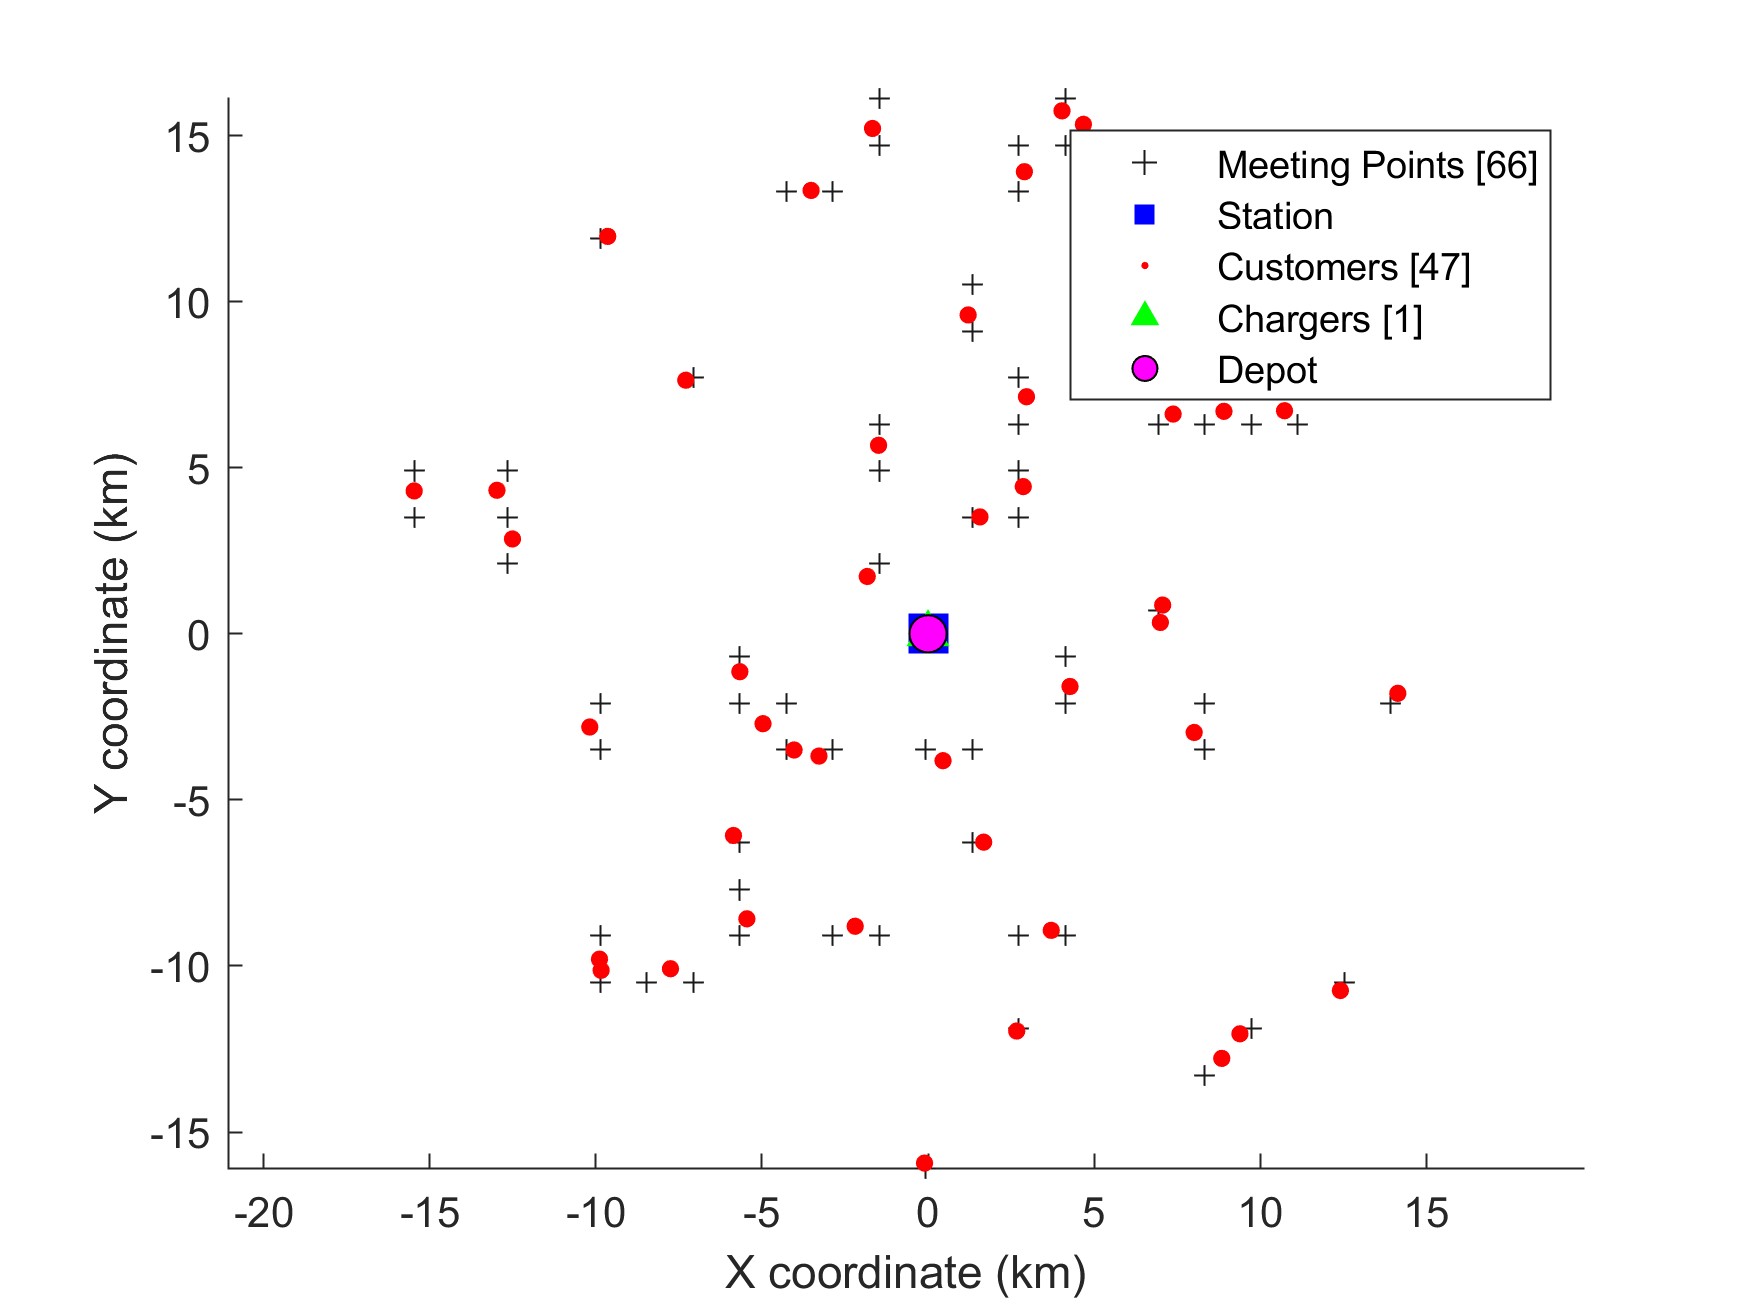 15
10
5
0
-5
-10
-15
Y coordinate (km)
Meeting Points [66]
Station
Customers [47]
Chargers [1]
Depot
-20 -15 -10 -5 0 5 10 15
X coordinate (km)